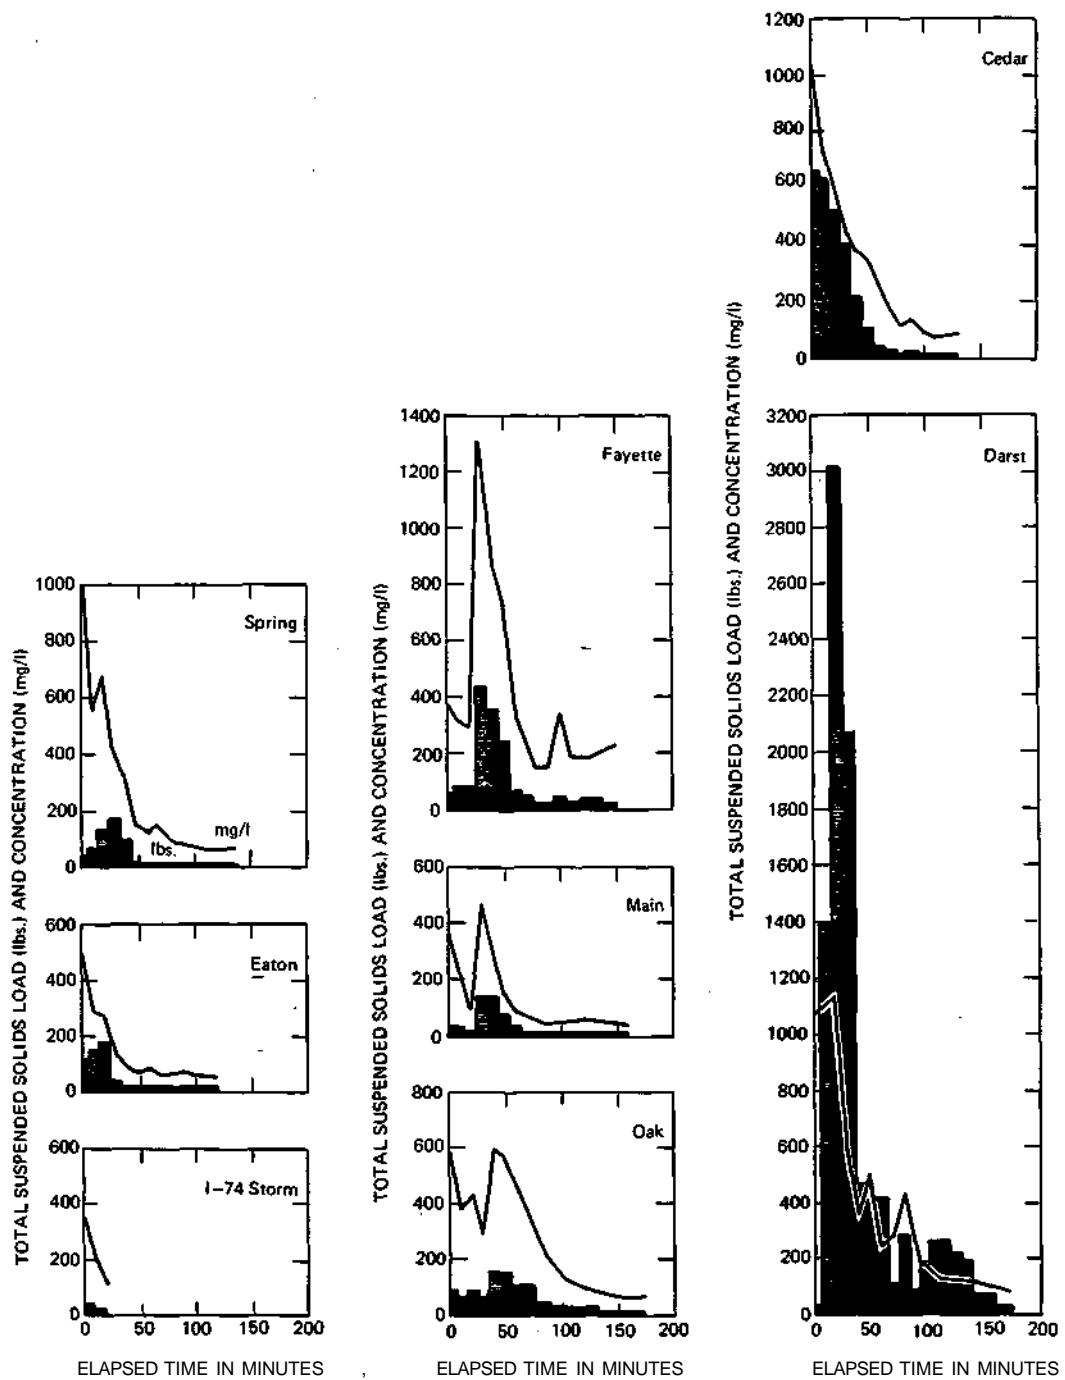 TOTAL SUSPENDED SOLIDS LOAD (lbs.) AND CONCENTRATION (mg/l)
1000
800
600
400
200
0
Spring
mg/l
lbs.
600
400
200
0
Eaton
600
400
200
0
I-74 Storm
0 50 100 150 200
ELAPSED TIME IN MINUTES
TOTAL SUSPENDED SOLIDS LOAD (lbs.) AND CONCENTRATION (mg/l)
1400
1200
1000
800
600
400
200
0
Fayette
600
400
200
0
Main
800
600
400
200
0
Oak
0 50 100 150 200
ELAPSED TIME IN MINUTES
TOTAL SUSPENDED SOLIDS LOAD (lbs.) AND CONCENTRATION (mg/l)
1200
1000
800
600
400
200
0
Cedar
3200
3000
2800
2600
2400
2200
2000
1800
1600
1400
1200
1000
800
600
400
200
0
Darst
0 50 100 150 200
ELAPSED TIME IN MINUTES